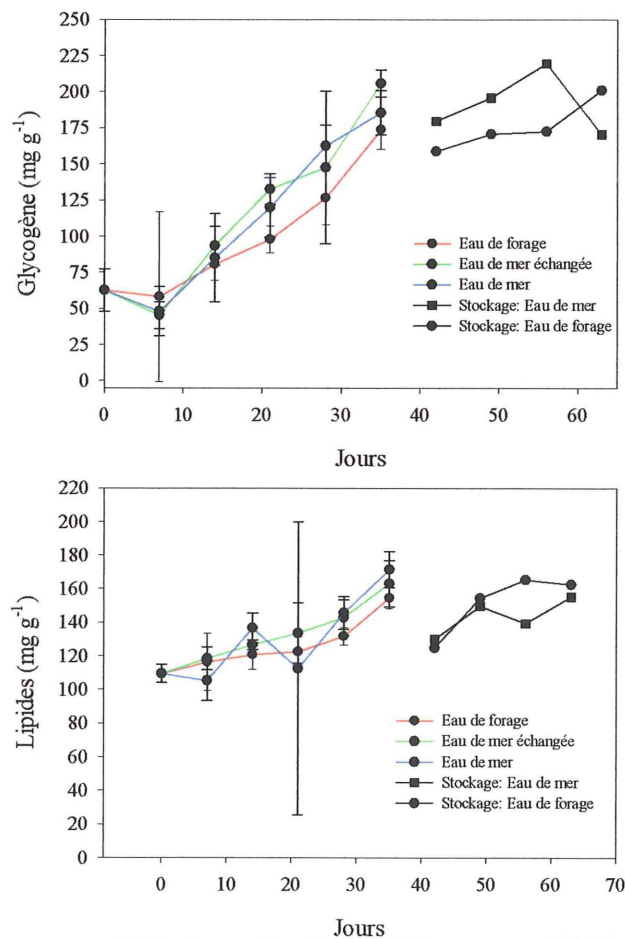 250
225
200
175
150
125
100
75
50
25
0
Glycogène (mg g-1)
Eau de forage
Eau de mer échangée
Eau de mer
Stockage: Eau de mer
Stockage: Eau de forage
0 10 20 30 40 50 60
Jours
220
200
180
160
140
120
100
80
60
40
20
0
Lipides (mg g-1)
Eau de forage
Eau de mer échangée
Eau de mer
Stockage: Eau de mer
Stockage: Eau de forage
0 10 20 30 40 50 60 70
Jours